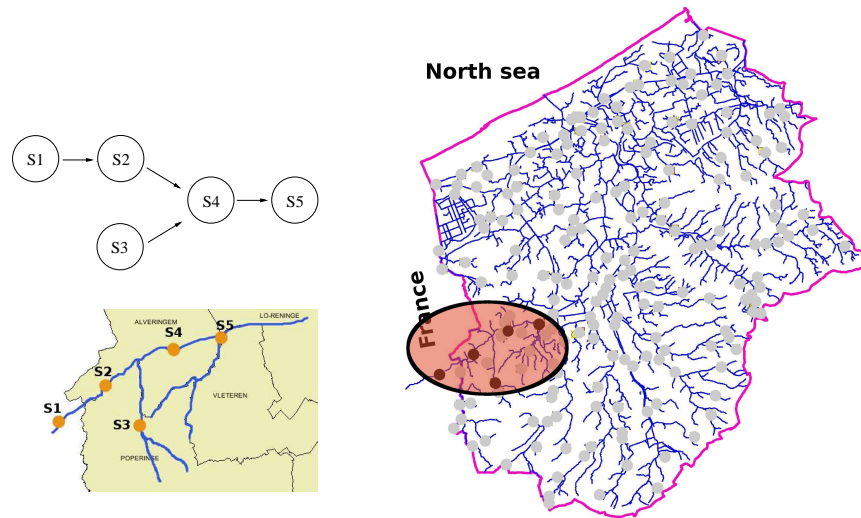 North sea
S1
S2
S4
S5
S3
France
ALVERINGEM
LO-RENINGE
S4
S5
S2
VLETEREN
S1
S3
POPERINGE